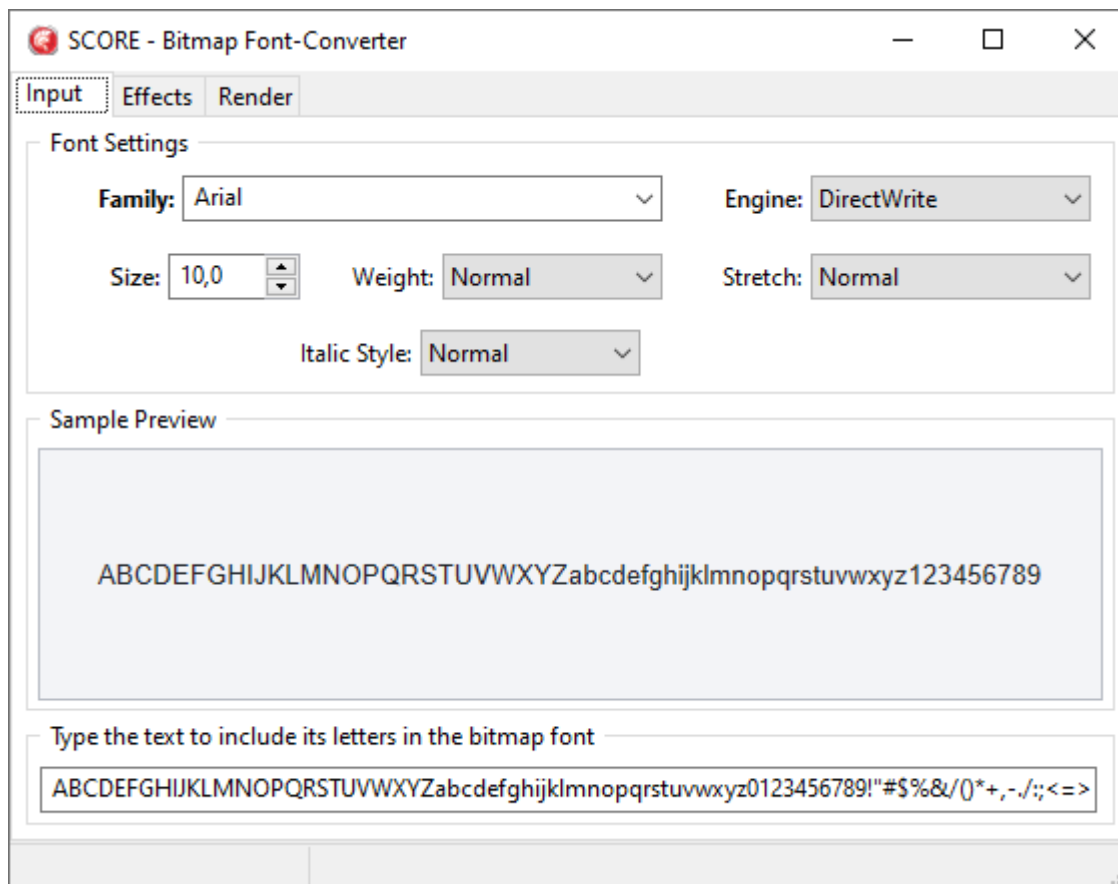 SCORE - Bitmap Font-Converter
Input Effects Render
Font Settings
Family: Arial Engine: DirectWrite
Size: 10,0 Weight: Normal Stretch: Normal
Italic Style: Normal
Sample Preview
ABCDEFGHIJKLMNOPQRSTUVWXYZabcdefghijklmnopqrstuvwxyz123456789
Type the text to include its letters in the bitmap font
ABCDEFGHIJKLMNOPQRSTUVWXYZabcdefghijklmnopqrstuvwxyz0123456789!"#$%&/()*+,-./:;<=>